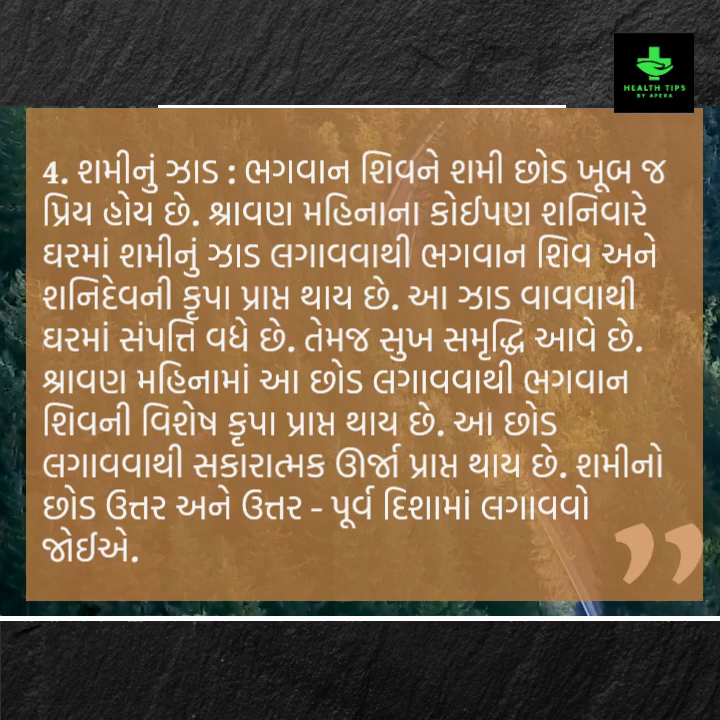 HEALTH TIPS
BY APEKA
4. શમીનું ઝાડ : ભગવાન શિવને શમી છોડ ખૂબ જ
પ્રિય હોય છે. શ્રાવણ મહિનાના કોઈપણ શનિવારે
ઘરમાં શમીનું ઝાડ લગાવવાથી ભગવાન શિવ અને
શનિદેવની કૃપા પ્રાપ્ત થાય છે. આ ઝાડ વાવવાથી
ઘરમાં સંપત્તિ વધે છે. તેમજ સુખ સમૃદ્ધિ આવે છે.
શ્રાવણ મહિનામાં આ છોડ લગાવવાથી ભગવાન
શિવની વિશેષ કૃપા પ્રાપ્ત થાય છે. આ છોડ
લગાવવાથી સકારાત્મક ઊર્જા પ્રાપ્ત થાય છે. શમીનો
છોડ ઉત્તર અને ઉત્તર - પૂર્વ દિશામાં લગાવવો
જોઈએ.
”